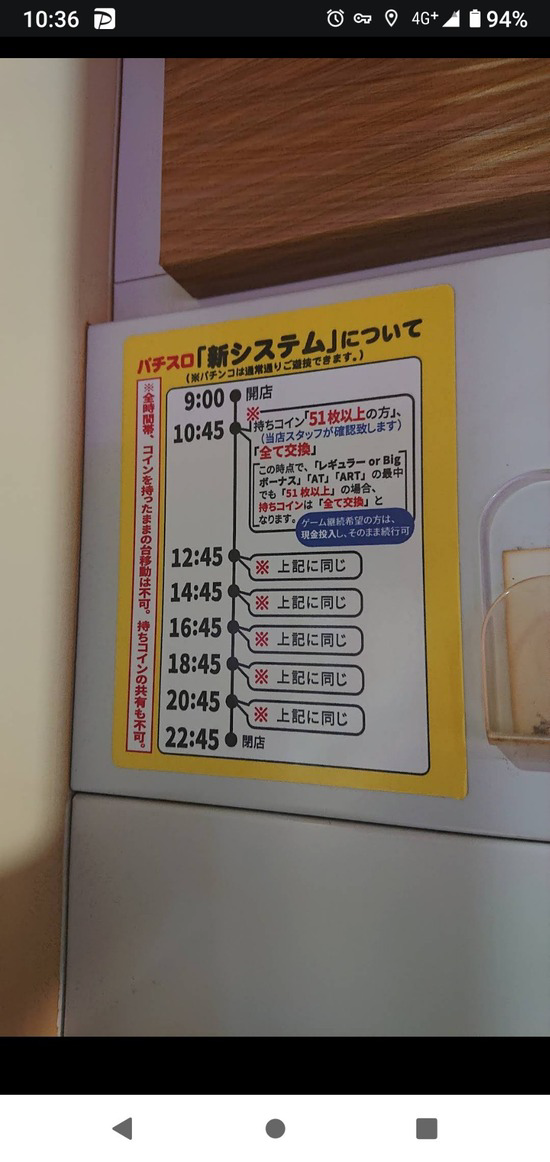 10:36
4G+
94%
パチスロ「新システム」について
(※パチンコは通常通りご遊技できます。)
※全時間帯、コインを持ったままの台移動は不可。持ちコインの共有も不可。
9:00 開店
10:45
※
持ちコイン「51枚以上の方」、
(当店スタッフが確認致します)
「全て交換」
この時点で、「レギュラー or Big
ボーナス」「AT」「ART」の最中
でも「51枚以上」の場合、
持ちコインは「全て交換」と
なります。
ゲーム継続希望の方は、
現金投入し、そのまま続行可
12:45 ※ 上記に同じ
14:45 ※ 上記に同じ
16:45 ※ 上記に同じ
18:45 ※ 上記に同じ
20:45 ※ 上記に同じ
22:45 閉店